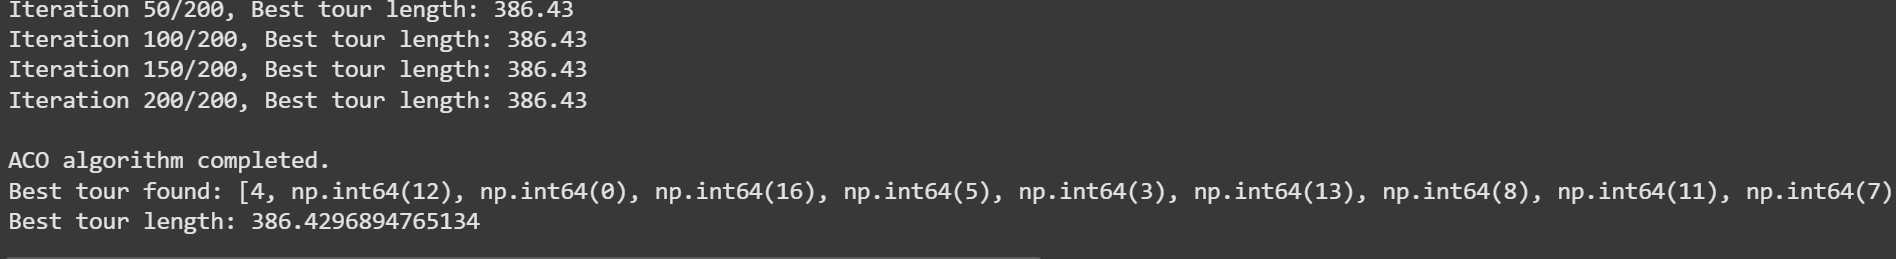 Iteration 50/200, Best tour length: 386.43
Iteration 100/200, Best tour length: 386.43
Iteration 150/200, Best tour length: 386.43
Iteration 200/200, Best tour length: 386.43
ACO algorithm completed.
Best tour found: [4, np.int64(12), np.int64(0), np.int64(16), np.int64(5), np.int64(3), np.int64(13), np.int64(8), np.int64(11), np.int64(7)
Best tour length: 386.4296894765134